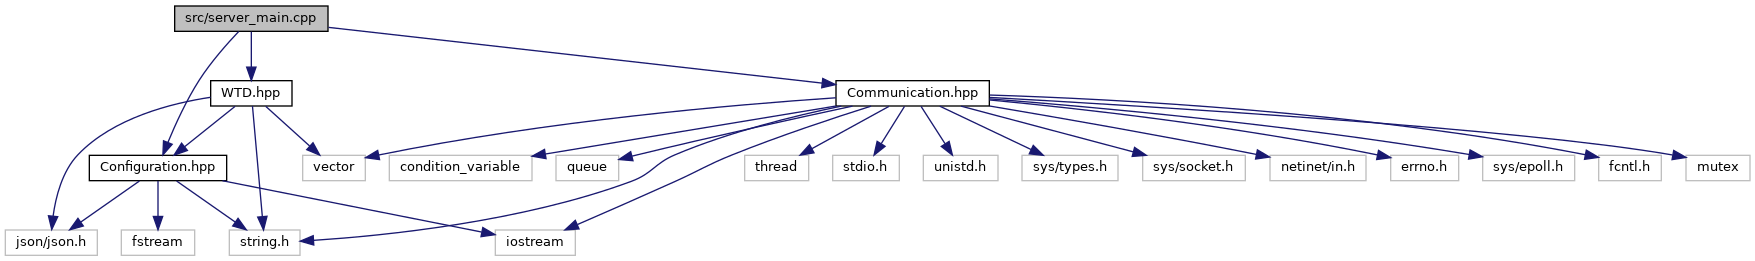 src/server_main.cpp
WTD.hpp
Communication.hpp
Configuration.hpp
vector
condition_variable
queue
thread
stdio.h
unistd.h
sys/types.h
sys/socket.h
netinet/in.h
errno.h
sys/epoll.h
fcntl.h
mutex
json/json.h
fstream
string.h
iostream